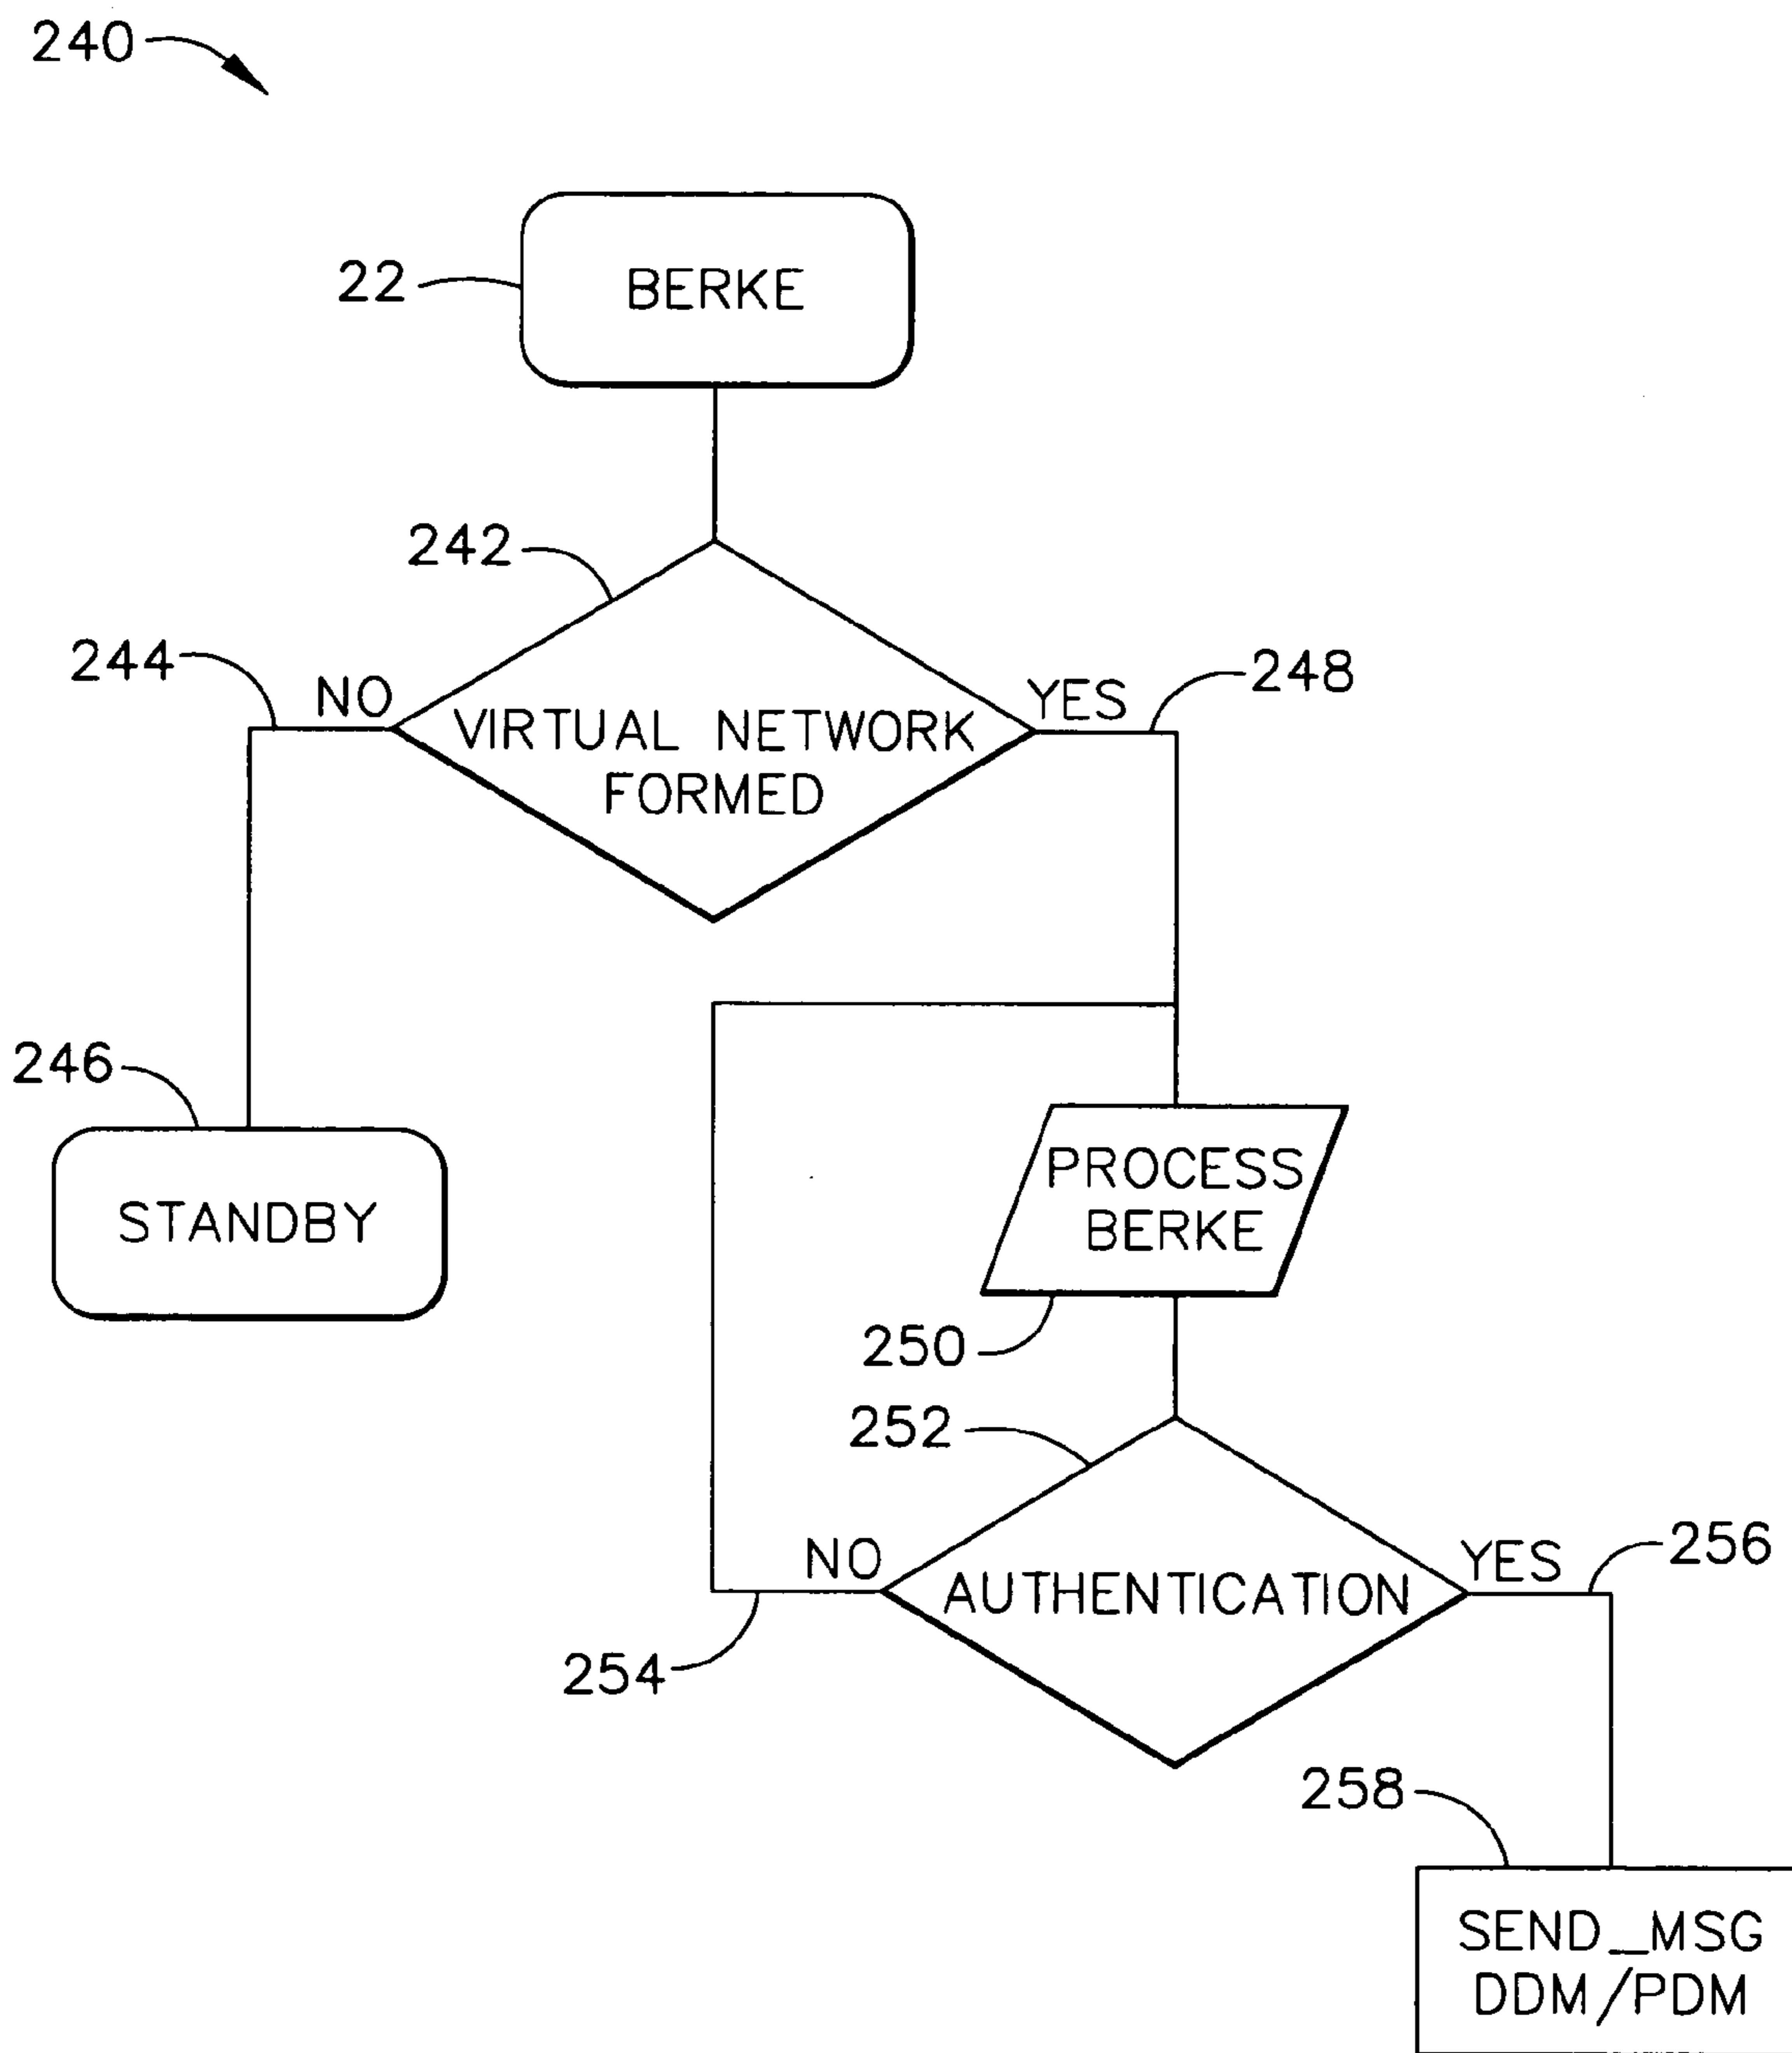 240
22
BERKE
242
244
NO
YES
248
VIRTUAL NETWORK
FORMED
246
STANDBY
PROCESS
BERKE
250
252
NO
YES
256
AUTHENTICATION
254
258
SEND_MSG
DDM/PDM